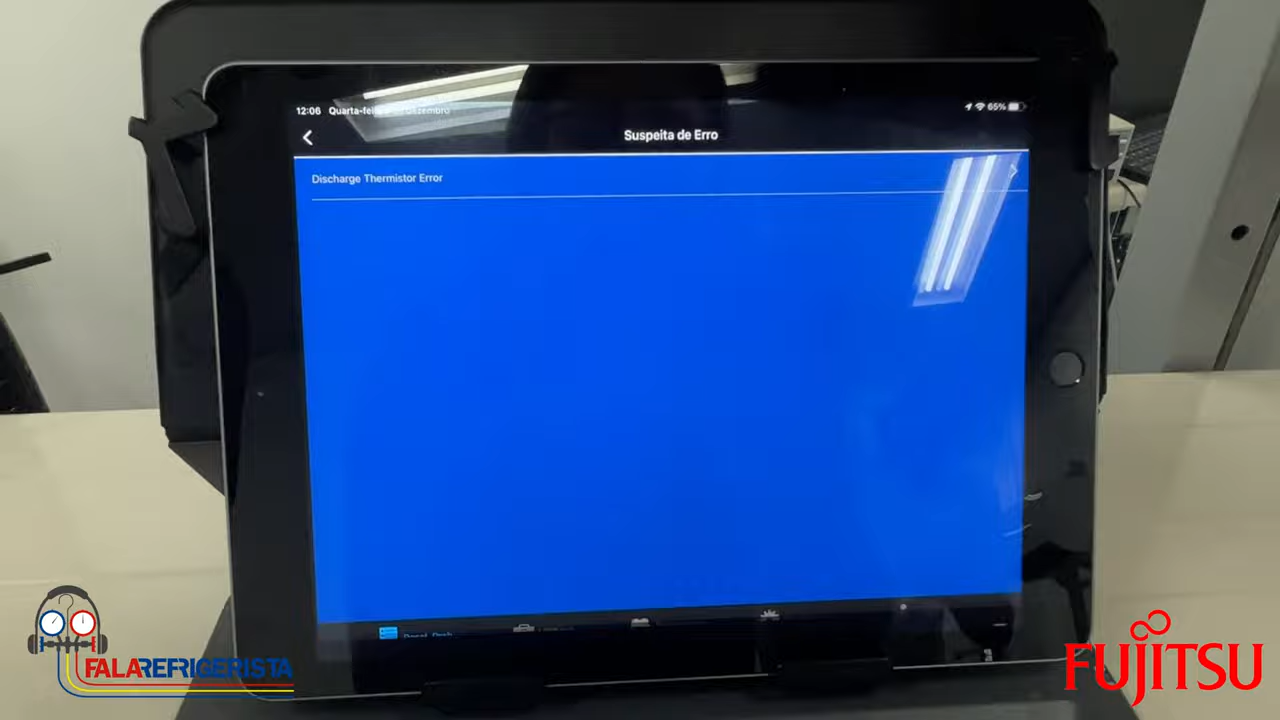 12:06
65%
Suspeita de Erro
Discharge Thermistor Error
FALAREFRIGERISTA
FUJITSU